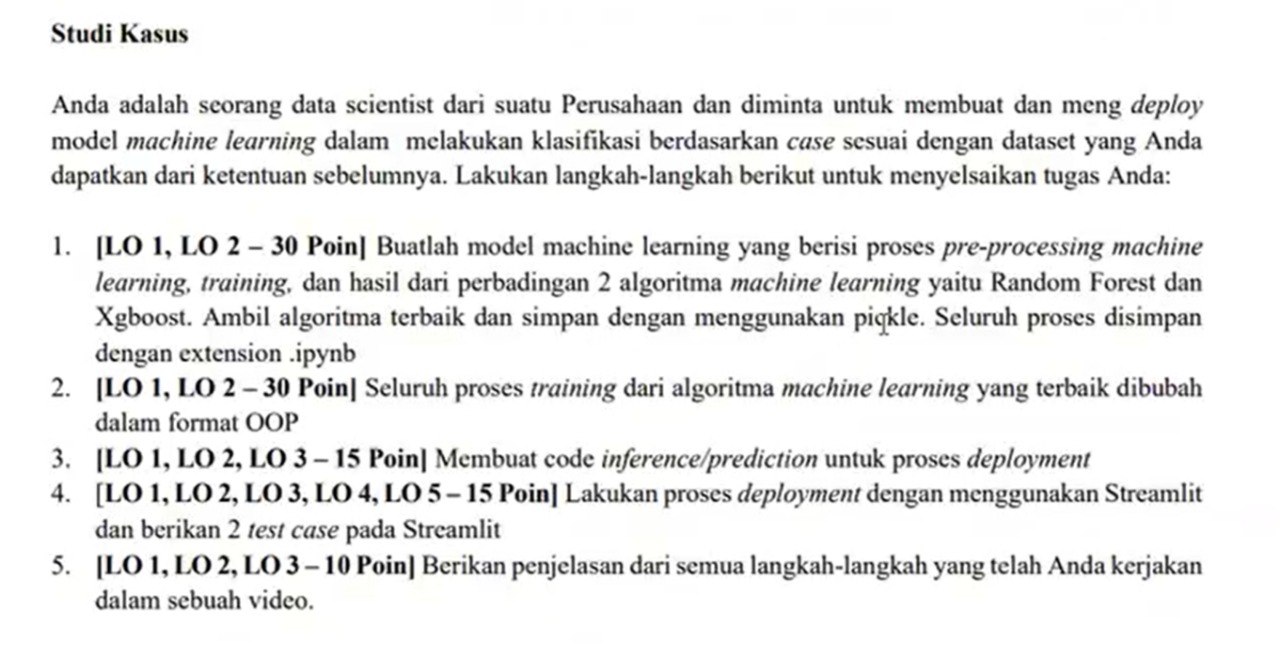 Studi Kasus
Anda adalah seorang data scientist dari suatu Perusahaan dan diminta untuk membuat dan meng deploy
model machine learning dalam melakukan klasifikasi berdasarkan case sesuai dengan dataset yang Anda
dapatkan dari ketentuan sebelumnya. Lakukan langkah-langkah berikut untuk menyelsaikan tugas Anda:
1. [LO 1, LO 2 – 30 Poin] Buatlah model machine learning yang berisi proses pre-processing machine
learning, training, dan hasil dari perbadingan 2 algoritma machine learning yaitu Random Forest dan
Xgboost. Ambil algoritma terbaik dan simpan dengan menggunakan piqkle. Seluruh proses disimpan
dengan extension .ipynb
2. [LO 1, LO 2 – 30 Poin] Seluruh proses training dari algoritma machine learning yang terbaik dibubah
dalam format OOP
3. [LO 1, LO 2, LO 3 – 15 Poin] Membuat code inference/prediction untuk proses deployment
4. [LO 1, LO 2, LO 3, LO 4, LO 5 – 15 Poin] Lakukan proses deployment dengan menggunakan Streamlit
dan berikan 2 test case pada Streamlit
5. [LO 1, LO 2, LO 3 – 10 Poin] Berikan penjelasan dari semua langkah-langkah yang telah Anda kerjakan
dalam sebuah video.